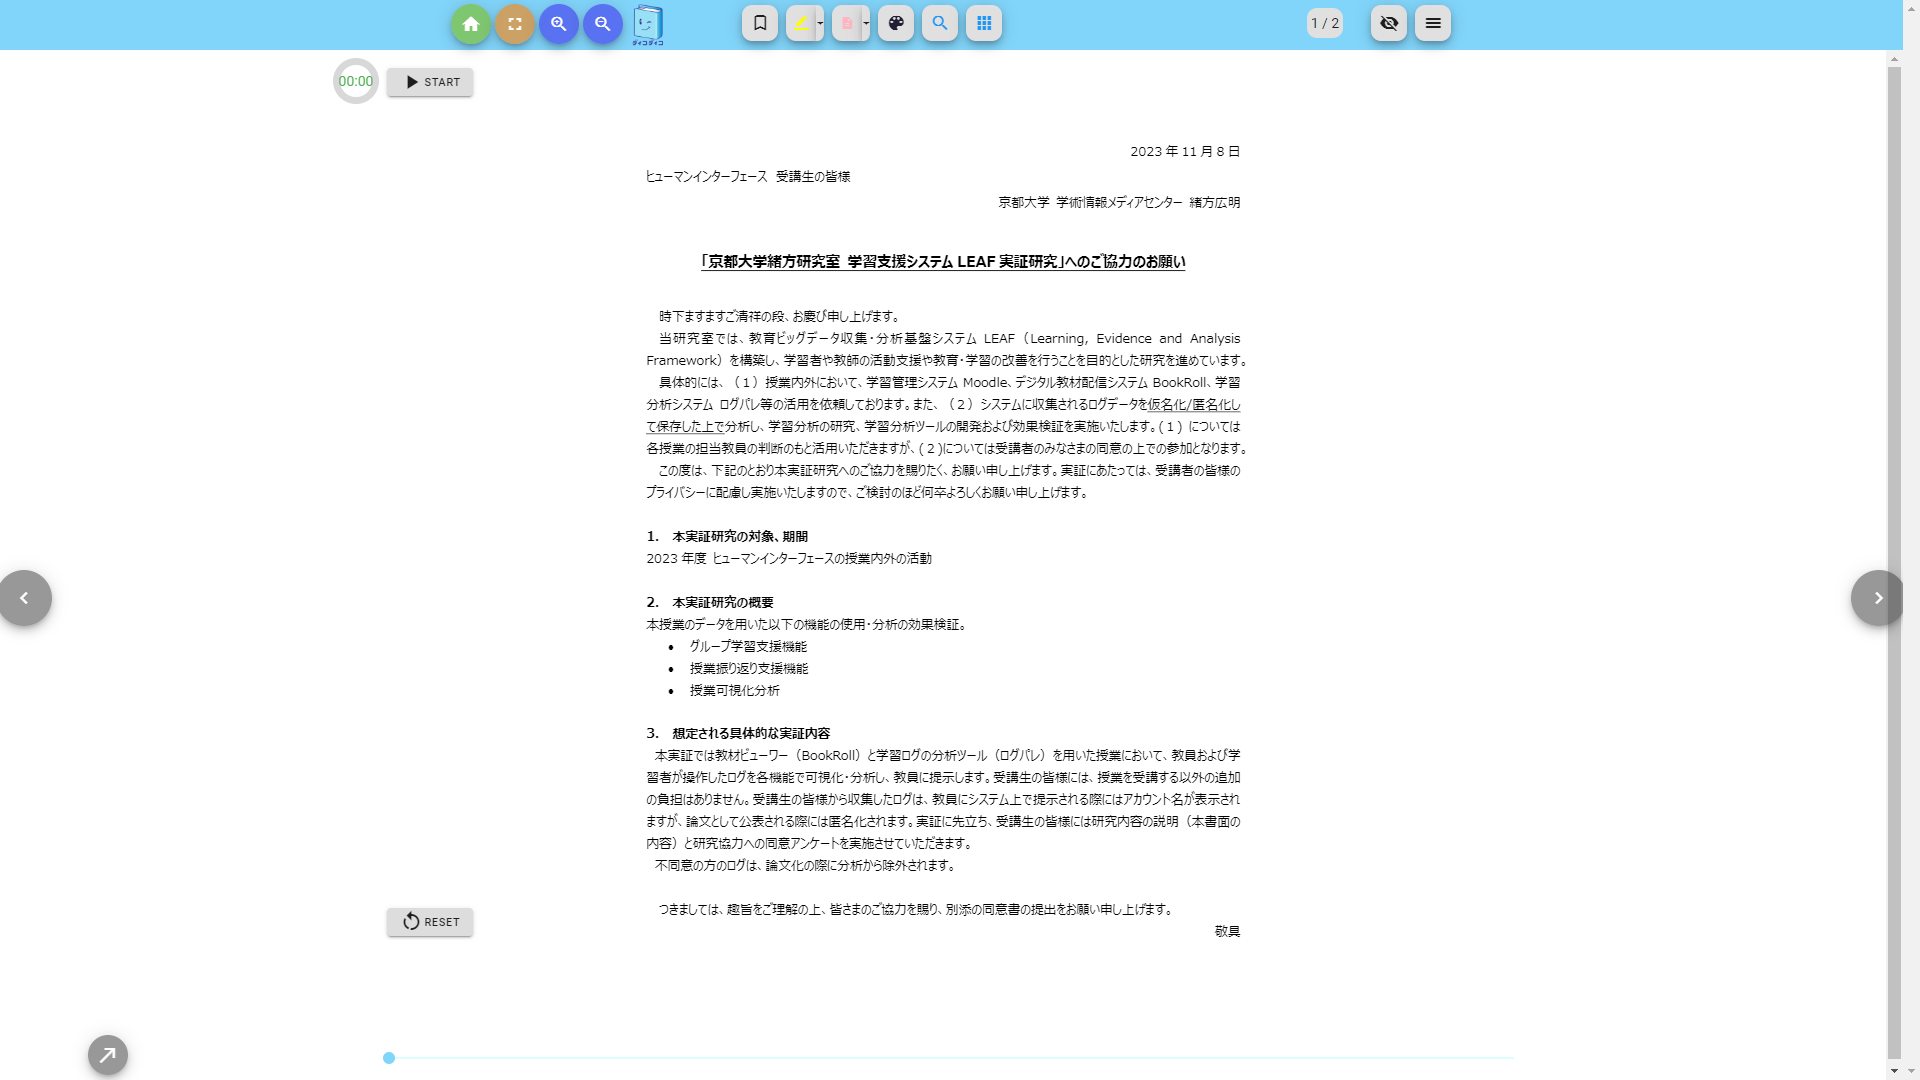 ダイコダイコ
1 / 2
00:00
START
2023 年 11 月 8 日
ヒューマンインターフェース 受講生の皆様
京都大学 学術情報メディアセンター 緒方広明
「京都大学緒方研究室 学習支援システム LEAF 実証研究」へのご協力のお願い
時下ますますご清祥の段、お慶び申し上げます。
当研究室では、教育ビッグデータ収集・分析基盤システム LEAF（Learning, Evidence and Analysis
Framework）を構築し、学習者や教師の活動支援や教育・学習の改善を行うことを目的とした研究を進めています。
具体的には、（１）授業内外において、学習管理システム Moodle、デジタル教材配信システム BookRoll、学習
分析システム ログパレ等の活用を依頼しております。また、（２）システムに収集されるログデータを仮名化/匿名化し
て保存した上で分析し、学習分析の研究、学習分析ツールの開発および効果検証を実施いたします。(１) については
各授業の担当教員の判断のもと活用いただきますが、(２)については受講者のみなさまの同意の上での参加となります。
この度は、下記のとおり本実証研究へのご協力を賜りたく、お願い申し上げます。実証にあたっては、受講者の皆様の
プライバシーに配慮し実施いたしますので、ご検討のほど何卒よろしくお願い申し上げます。
1. 本実証研究の対象、期間
2023 年度 ヒューマンインターフェースの授業内外の活動
2. 本実証研究の概要
本授業のデータを用いた以下の機能の使用・分析の効果検証。
• グループ学習支援機能
• 授業振り返り支援機能
• 授業可視化分析
3. 想定される具体的な実証内容
本実証では教材ビューワー（BookRoll）と学習ログの分析ツール（ログパレ）を用いた授業において、教員および学
習者が操作したログを各機能で可視化・分析し、教員に提示します。受講生の皆様には、授業を受講する以外の追加
の負担はありません。受講生の皆様から収集したログは、教員にシステム上で提示される際にはアカウント名が表示され
ますが、論文として公表される際には匿名化されます。実証に先立ち、受講生の皆様には研究内容の説明（本書面の
内容）と研究協力への同意アンケートを実施させていただきます。
不同意の方のログは、論文化の際に分析から除外されます。
つきましては、趣旨をご理解の上、皆さまのご協力を賜り、別添の同意書の提出をお願い申し上げます。
敬具
RESET